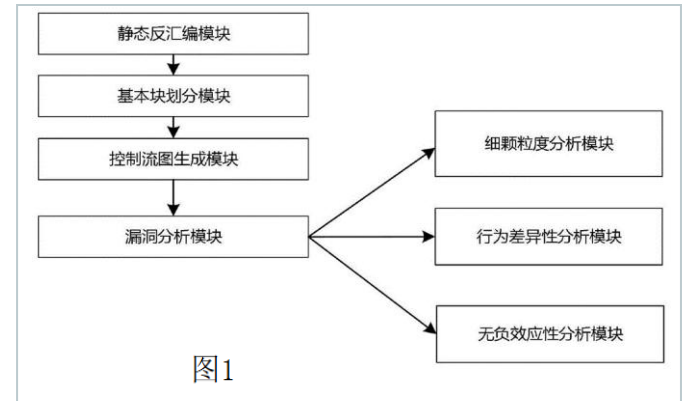 静态反汇编模块
基本块划分模块
控制流图生成模块
漏洞分析模块
细颗粒度分析模块
行为差异性分析模块
无负效应性分析模块
图1